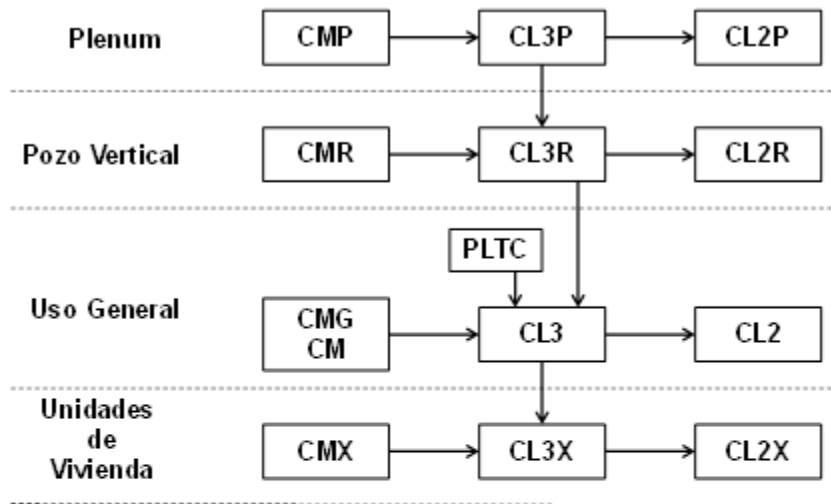 Plenum CMP CL3P CL2P
Pozo Vertical CMR CL3R CL2R
PLTC
Uso General CMG CL3 CL2
CM
Unidades
de
Vivienda
CMX CL3X CL2X